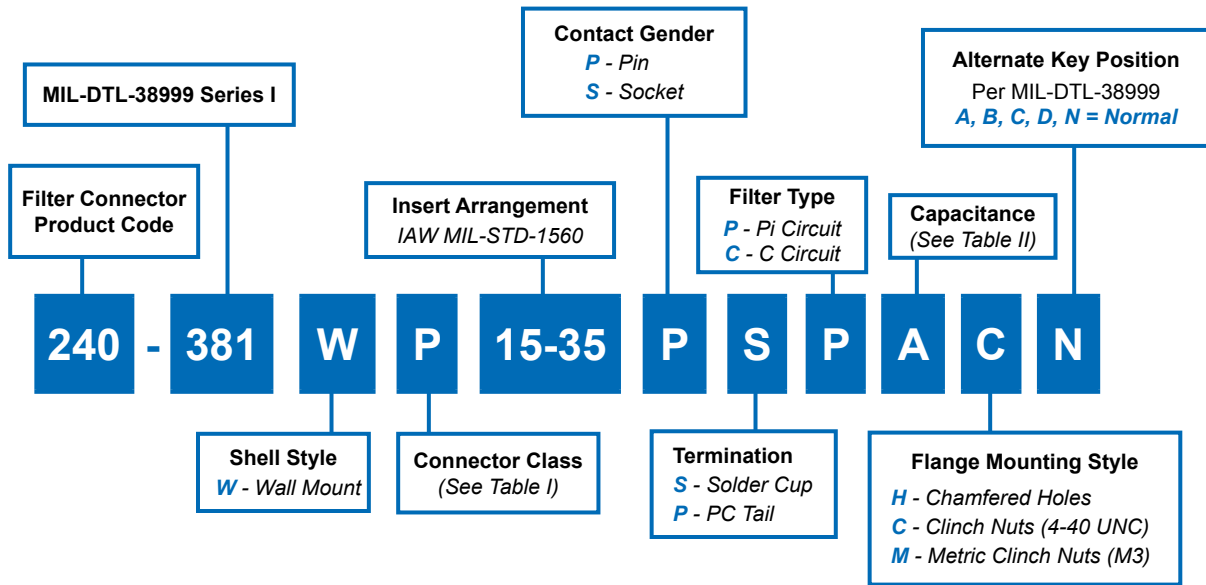 Contact Gender
P - Pin
S - Socket
Alternate Key Position
Per MIL-DTL-38999
A, B, C, D, N = Normal
MIL-DTL-38999 Series I
Filter Connector
Product Code
Insert Arrangement
IAW MIL-STD-1560
Filter Type
P - Pi Circuit
C - C Circuit
Capacitance
(See Table II)
240 - 381 W P 15-35 P S P A C N
Shell Style
W - Wall Mount
Connector Class
(See Table I)
Termination
S - Solder Cup
P - PC Tail
Flange Mounting Style
H - Chamfered Holes
C - Clinch Nuts (4-40 UNC)
M - Metric Clinch Nuts (M3)